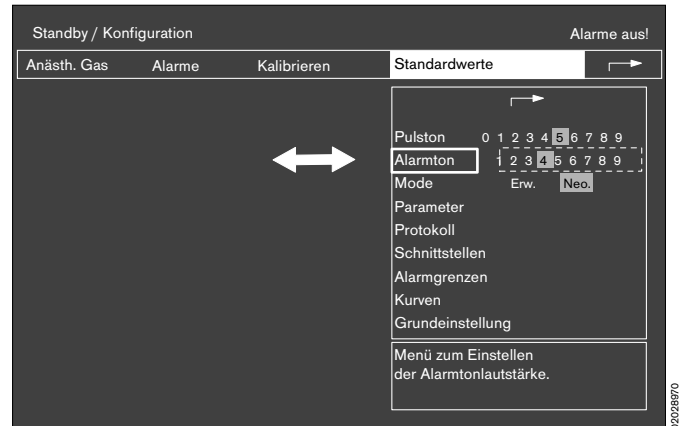 Standby / Konfiguration Alarme aus!
Anästh. Gas Alarme Kalibrieren Standardwerte
Pulston 0 1 2 3 4 5 6 7 8 9
Alarmton 1 2 3 4 5 6 7 8 9
Mode Erw. Neo.
Parameter
Protokoll
Schnittstellen
Alarmgrenzen
Kurven
Grundeinstellung
Menü zum Einstellen
der Alarmtonlautstärke.